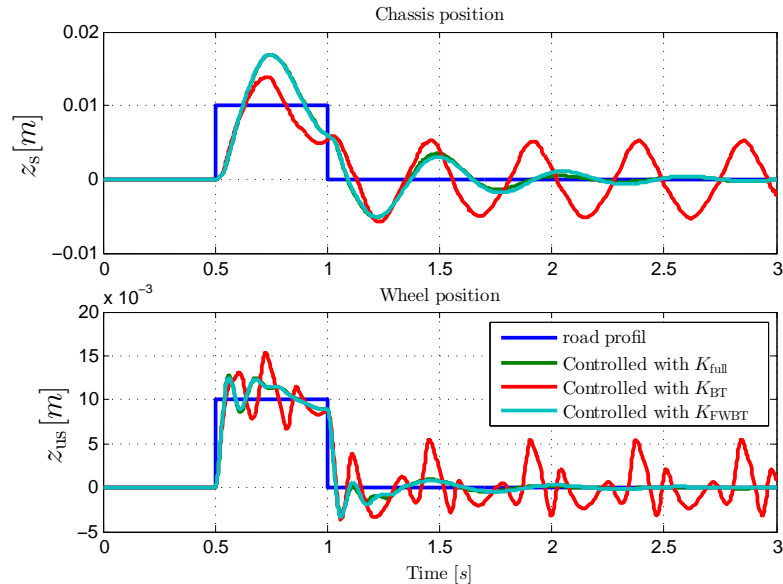 Chassis position
0.02
0.01
0
−0.01
z_s [m]
0 0.5 1 1.5 2 2.5 3
x 10^−3
Wheel position
20
15
10
5
0
−5
z_us [m]
road profil
Controlled with K_full
Controlled with K_BT
Controlled with K_FWBT
0 0.5 1 1.5 2 2.5 3
Time [s]